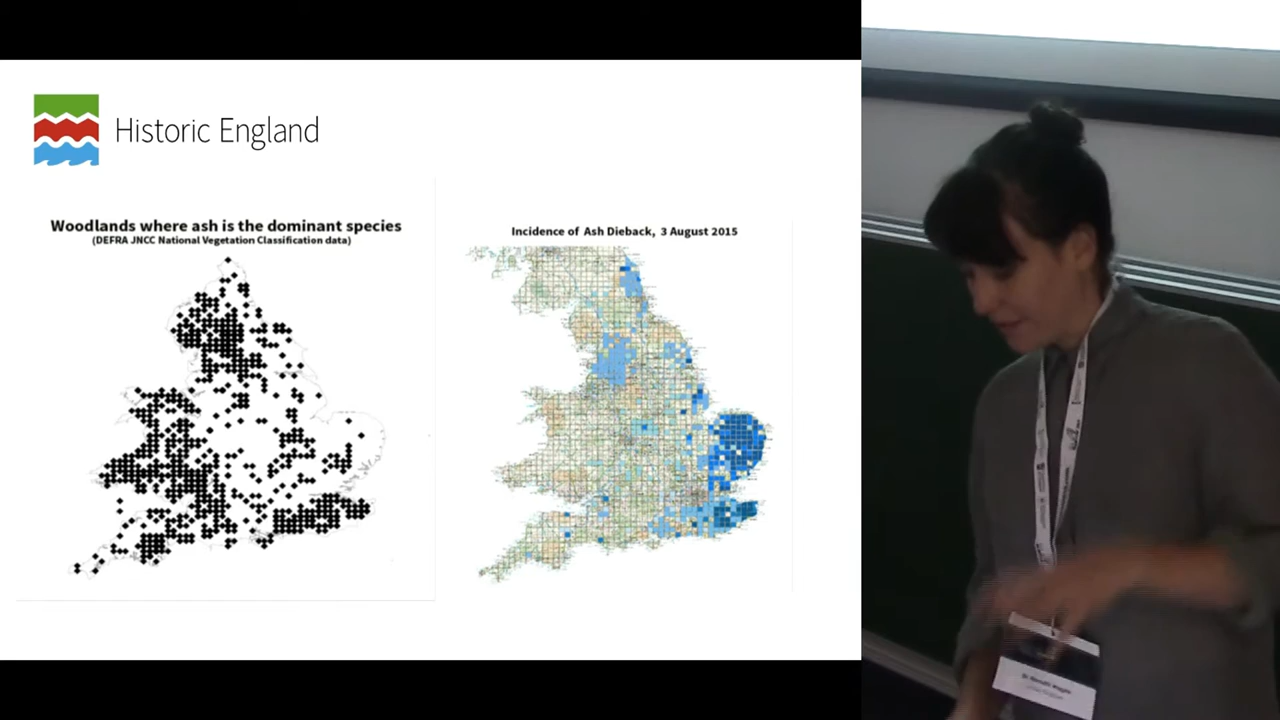 Historic England
Woodlands where ash is the dominant species
(DEFRA JNCC National Vegetation Classification data)
Incidence of Ash Dieback, 3 August 2015